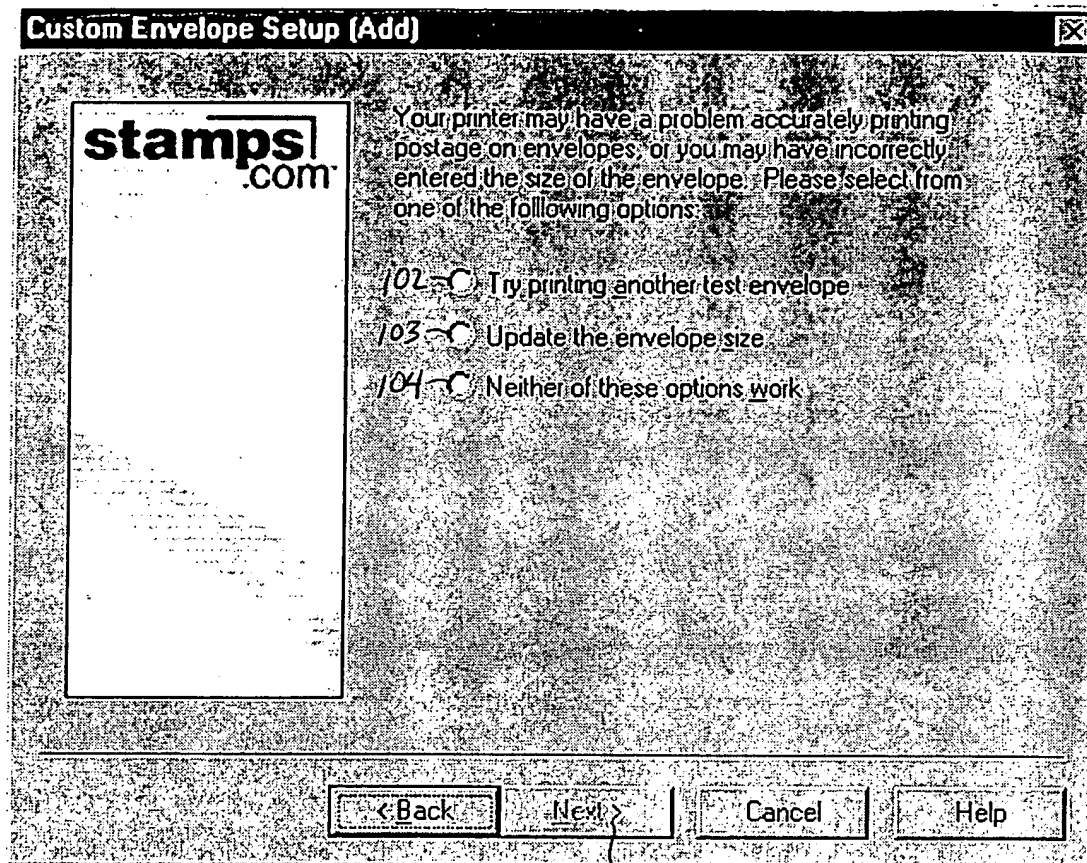 Custom Envelope Setup (Add)
stamps
.com
Your printer may have a problem accurately printing
postage on envelopes, or you may have incorrectly
entered the size of the envelope. Please select from
one of the following options:
102 Try printing another test envelope
103 Update the envelope size
104 Neither of these options work
< Back Next > Cancel Help